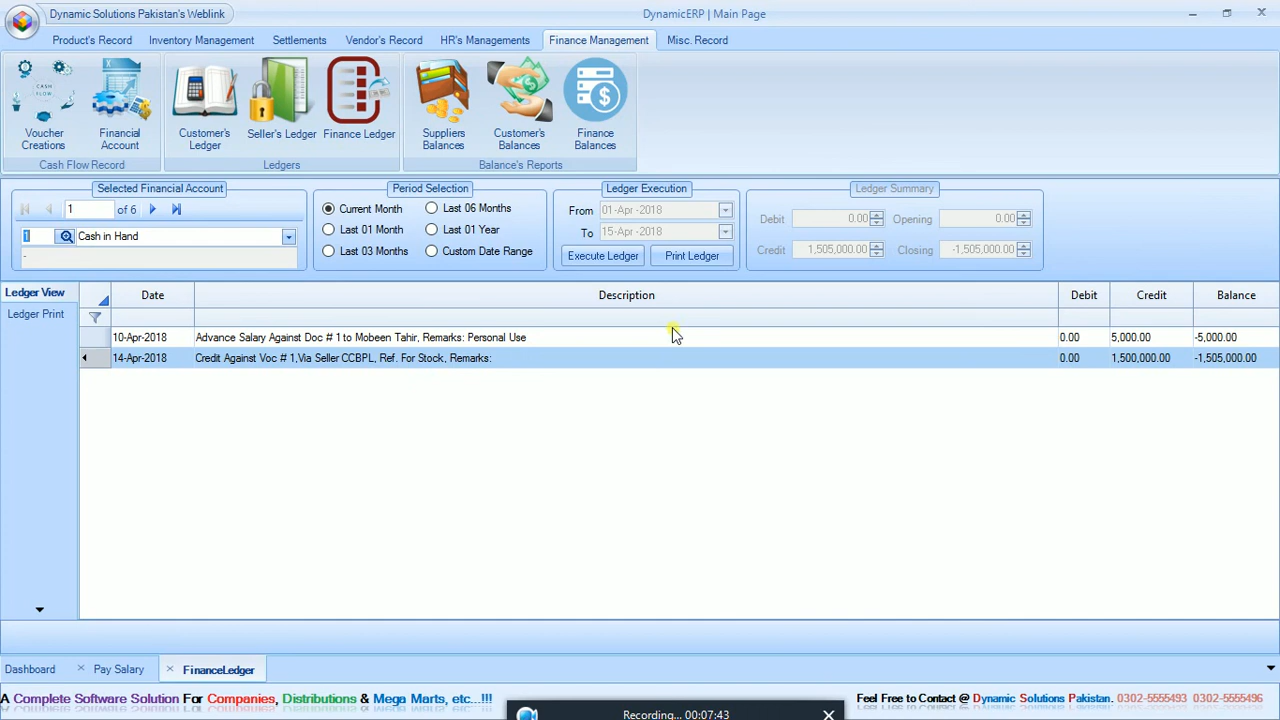 Dynamic Solutions Pakistan's Weblink
DynamicERP | Main Page
Product's Record
Inventory Management
Settlements
Vendor's Record
HR's Managements
Finance Management
Misc. Record
CASH FLOW
Voucher Creations
Financial Account
Customer's Ledger
Seller's Ledger
Finance Ledger
Suppliers Balances
Customer's Balances
Finance Balances
Cash Flow Record
Ledgers
Balance's Reports
Selected Financial Account
1 of 6
1 Cash in Hand
-
Period Selection
Current Month
Last 06 Months
Last 01 Month
Last 01 Year
Last 03 Months
Custom Date Range
Ledger Execution
From 01-Apr -2018
To 15-Apr -2018
Execute Ledger
Print Ledger
Ledger Summary
Debit 0.00
Opening 0.00
Credit 1,505,000.00
Closing -1,505,000.00
Ledger View
Ledger Print
Date Description Debit Credit Balance
10-Apr-2018 Advance Salary Against Doc # 1 to Mobeen Tahir, Remarks: Personal Use 0.00 5,000.00 -5,000.00
14-Apr-2018 Credit Against Voc # 1,Via Seller CCBPL, Ref. For Stock, Remarks: 0.00 1,500,000.00 -1,505,000.00
Dashboard
Pay Salary
FinanceLedger
A Complete Software Solution For Companies, Distributions & Mega Marts, etc...!!!
Feel Free to Contact @ Dynamic Solutions Pakistan. 0302-5555493 0302-5555496
Recording... 00:07:43